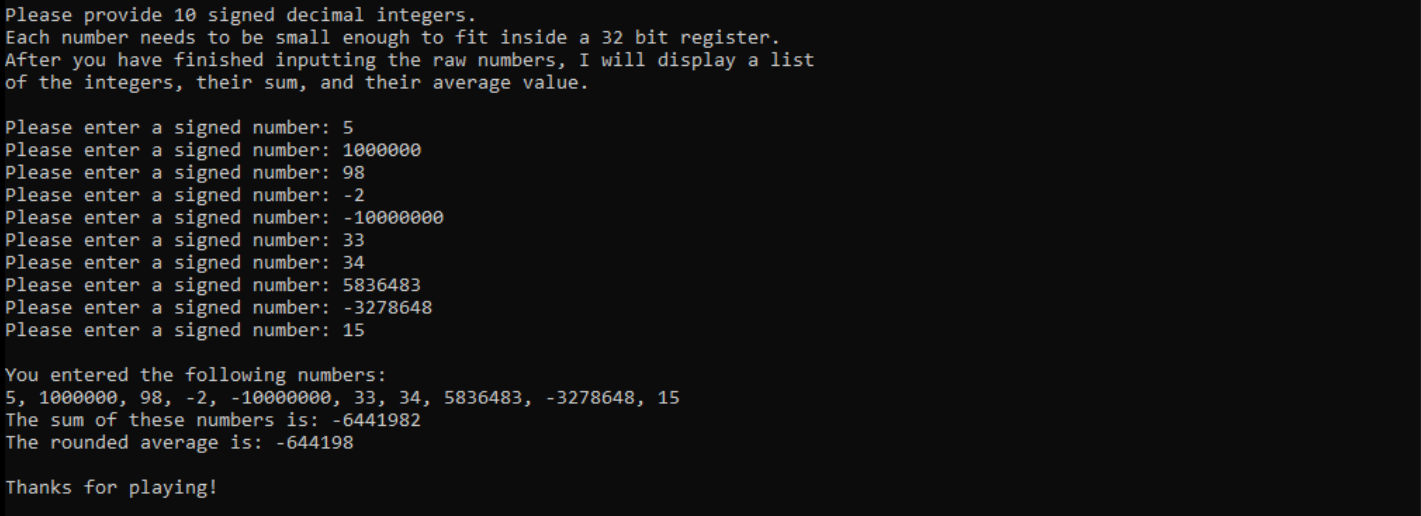 Please provide 10 signed decimal integers.
Each number needs to be small enough to fit inside a 32 bit register.
After you have finished inputting the raw numbers, I will display a list
of the integers, their sum, and their average value.
Please enter a signed number: 5
Please enter a signed number: 1000000
Please enter a signed number: 98
Please enter a signed number: -2
Please enter a signed number: -10000000
Please enter a signed number: 33
Please enter a signed number: 34
Please enter a signed number: 5836483
Please enter a signed number: -3278648
Please enter a signed number: 15
You entered the following numbers:
5, 1000000, 98, -2, -10000000, 33, 34, 5836483, -3278648, 15
The sum of these numbers is: -6441982
The rounded average is: -644198
Thanks for playing!